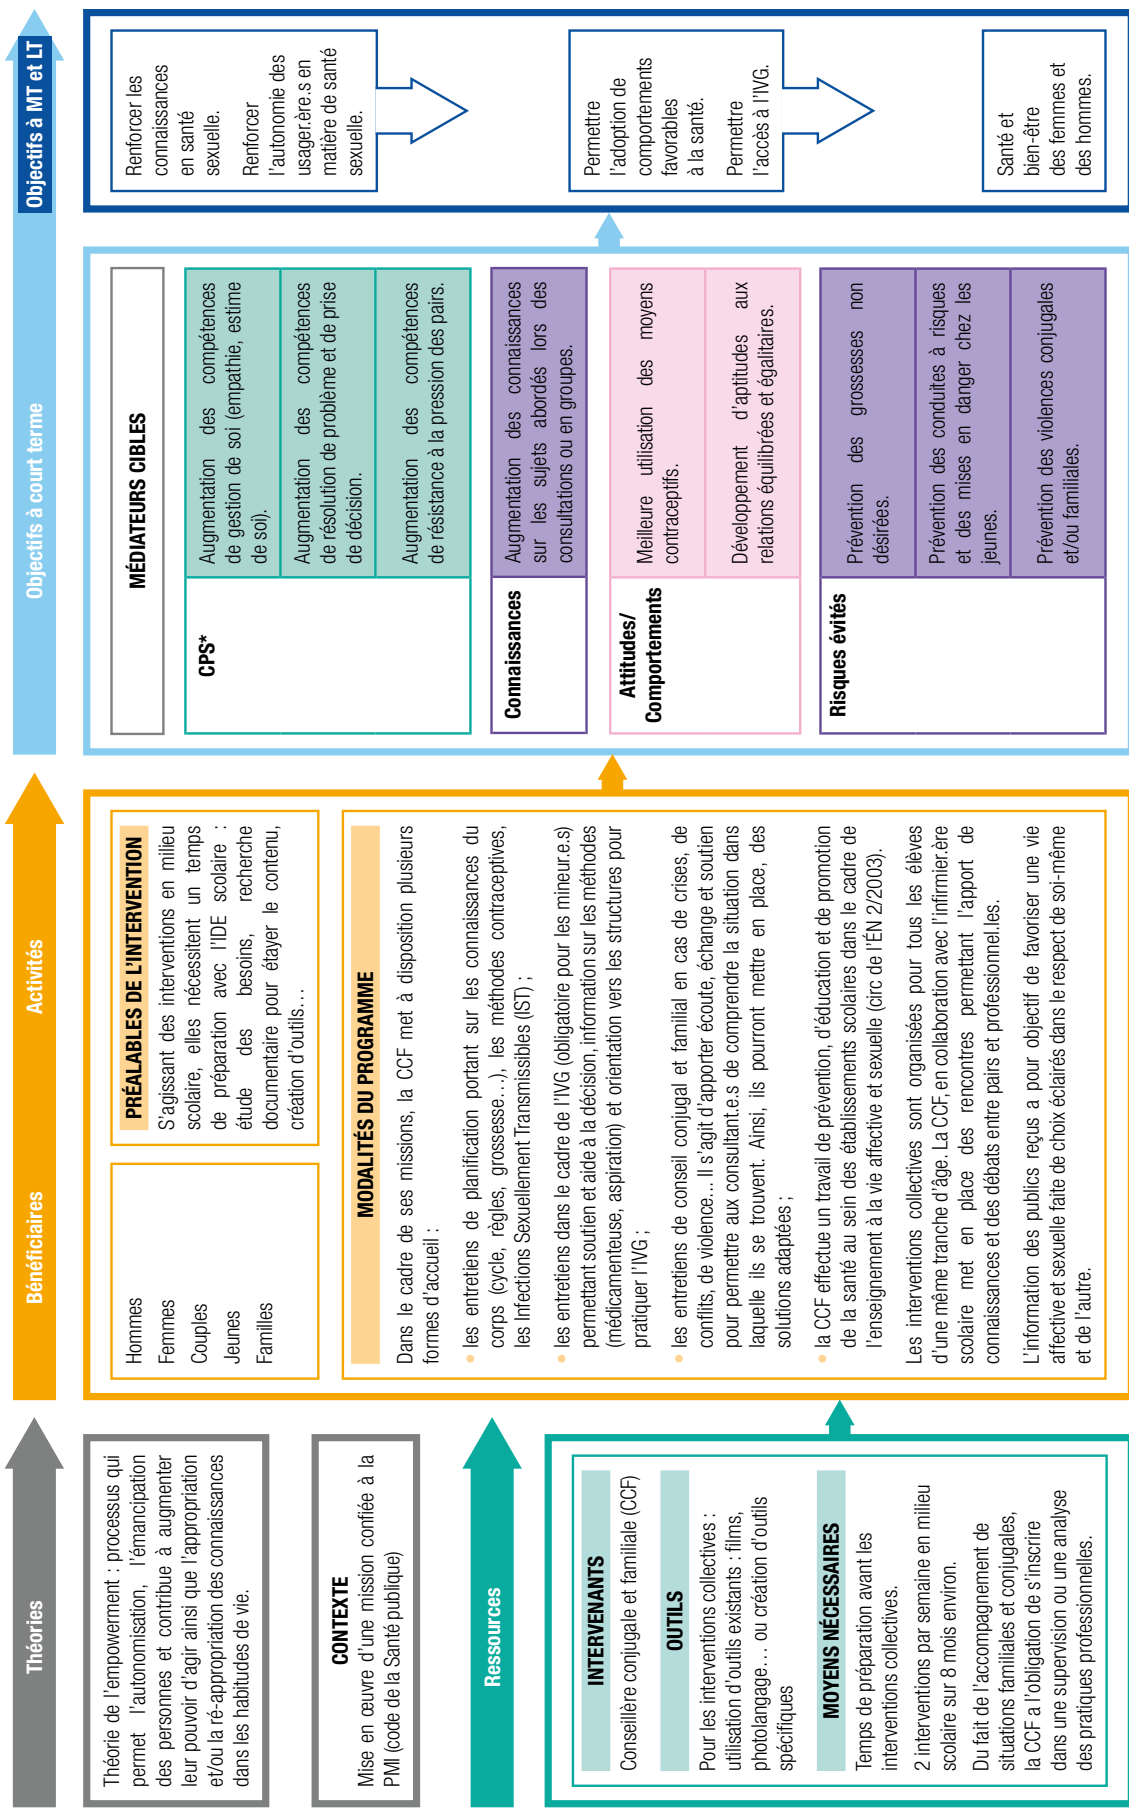 Théories
Théorie de l'empowerment : processus qui
permet l'autonomisation, l'émancipation
des personnes et contribue à augmenter
leur pouvoir d'agir ainsi que l'appropriation
et/ou la ré-appropriation des connaissances
dans les habitudes de vie.
CONTEXTE
Mise en œuvre d'une mission confiée à la
PMI (code de la Santé publique)
Ressources
INTERVENANTS
Conseillère conjugale et familiale (CCF)
OUTILS
Pour les interventions collectives :
utilisation d'outils existants : films,
photolangage… ou création d'outils
spécifiques
MOYENS NÉCESSAIRES
Temps de préparation avant les
interventions collectives.
2 interventions par semaine en milieu
scolaire sur 8 mois environ.
Du fait de l'accompagnement de
situations familiales et conjugales,
la CCF a l'obligation de s'inscrire
dans une supervision ou une analyse
des pratiques professionnelles.
Bénéficiaires
Activités
Hommes
Femmes
Couples
Jeunes
Familles
PRÉALABLES DE L'INTERVENTION
S'agissant des interventions en milieu
scolaire, elles nécessitent un temps
de préparation avec l'IDE scolaire :
étude des besoins, recherche
documentaire pour étayer le contenu,
création d'outils…
MODALITÉS DU PROGRAMME
Dans le cadre de ses missions, la CCF met à disposition plusieurs
formes d'accueil :
• les entretiens de planification portant sur les connaissances du
corps (cycle, règles, grossesse…), les méthodes contraceptives,
les Infections Sexuellement Transmissibles (IST) ;
• les entretiens dans le cadre de l'IVG (obligatoire pour les mineur.e.s)
permettant soutien et aide à la décision, information sur les méthodes
(médicamenteuse, aspiration) et orientation vers les structures pour
pratiquer l'IVG ;
• les entretiens de conseil conjugal et familial en cas de crises, de
conflits, de violence… Il s'agit d'apporter écoute, échange et soutien
pour permettre aux consultant.e.s de comprendre la situation dans
laquelle ils se trouvent. Ainsi, ils pourront mettre en place, des
solutions adaptées ;
• la CCF effectue un travail de prévention, d'éducation et de promotion
de la santé au sein des établissements scolaires dans le cadre de
l'enseignement à la vie affective et sexuelle (circ de l'ÉN 2/2003).
Les interventions collectives sont organisées pour tous les élèves
d'une même tranche d'âge. La CCF, en collaboration avec l'infirmier.ère
scolaire met en place des rencontres permettant l'apport de
connaissances et des débats entre pairs et professionnel.les.
L'information des publics reçus a pour objectif de favoriser une vie
affective et sexuelle faite de choix éclairés dans le respect de soi-même
et de l'autre.
Objectifs à court terme
MÉDIATEURS CIBLES
CPS*
Augmentation des compétences
de gestion de soi (empathie, estime
de soi).
Augmentation des compétences
de résolution de problème et de prise
de décision.
Augmentation des compétences
de résistance à la pression des pairs.
Connaissances
Augmentation des connaissances
sur les sujets abordés lors des
consultations ou en groupes.
Attitudes/
Comportements
Meilleure utilisation des moyens
contraceptifs.
Développement d'aptitudes aux
relations équilibrées et égalitaires.
Risques évités
Prévention des grossesses non
désirées.
Prévention des conduites à risques
et des mises en danger chez les
jeunes.
Prévention des violences conjugales
et/ou familiales.
Objectifs à MT et LT
Renforcer les
connaissances
en santé
sexuelle.
Renforcer
l'autonomie des
usager.ère.s en
matière de santé
sexuelle.
Permettre
l'adoption de
comportements
favorables
à la santé.
Permettre
l'accès à l'IVG.
Santé et
bien-être
des femmes et
des hommes.